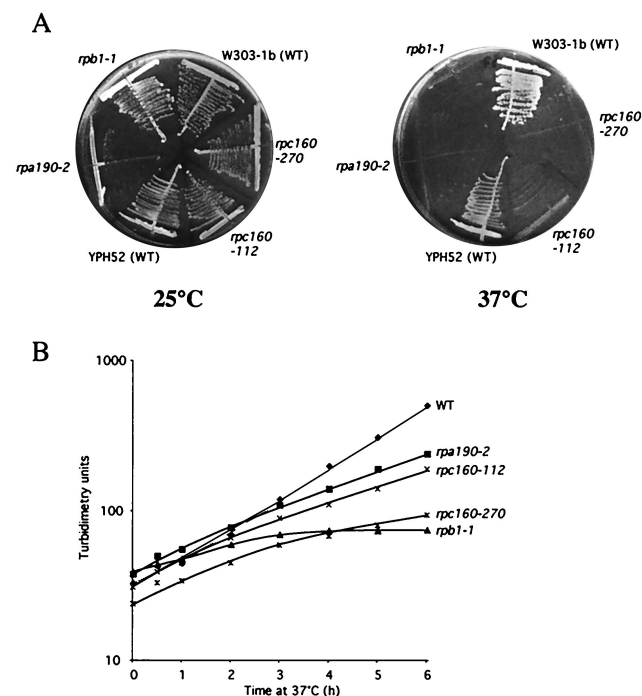 A
rpb1-1
W303-1b (WT)
rpa190-2
rpc160
-270
YPH52 (WT)
rpc160
-112
25°C
rpb1-1
W303-1b (WT)
rpa190-2
rpc160
-270
YPH52 (WT)
rpc160
-112
37°C
B
Turbidimetry units
1000
100
10
WT
rpa190-2
rpc160-112
rpc160-270
rpb1-1
0 1 2 3 4 5 6
Time at 37°C (h)